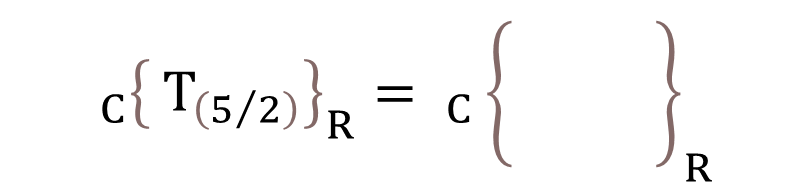 C{ T(5/2)}R = C{ }R